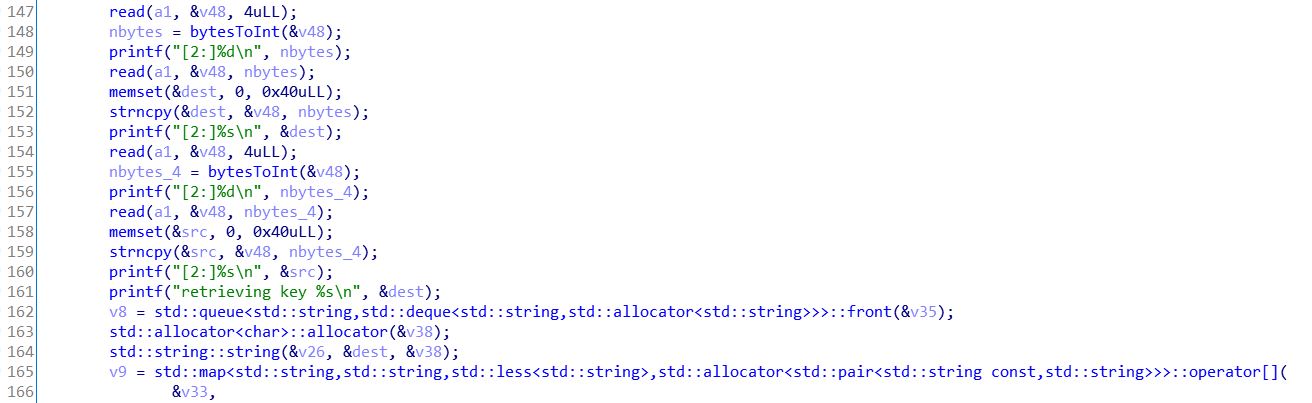 147 read(a1, &v48, 4uLL);
148 nbytes = bytesToInt(&v48);
149 printf("[2:]%d\n", nbytes);
150 read(a1, &v48, nbytes);
151 memset(&dest, 0, 0x40uLL);
152 strncpy(&dest, &v48, nbytes);
153 printf("[2:]%s\n", &dest);
154 read(a1, &v48, 4uLL);
155 nbytes_4 = bytesToInt(&v48);
156 printf("[2:]%d\n", nbytes_4);
157 read(a1, &v48, nbytes_4);
158 memset(&src, 0, 0x40uLL);
159 strncpy(&src, &v48, nbytes_4);
160 printf("[2:]%s\n", &src);
161 printf("retrieving key %s\n", &dest);
162 v8 = std::queue<std::string,std::deque<std::string,std::allocator<std::string>>>::front(&v35);
163 std::allocator<char>::allocator(&v38);
164 std::string::string(&v26, &dest, &v38);
165 v9 = std::map<std::string,std::string,std::less<std::string>,std::allocator<std::pair<std::string const,std::string>>>::operator[](
166 &v33,